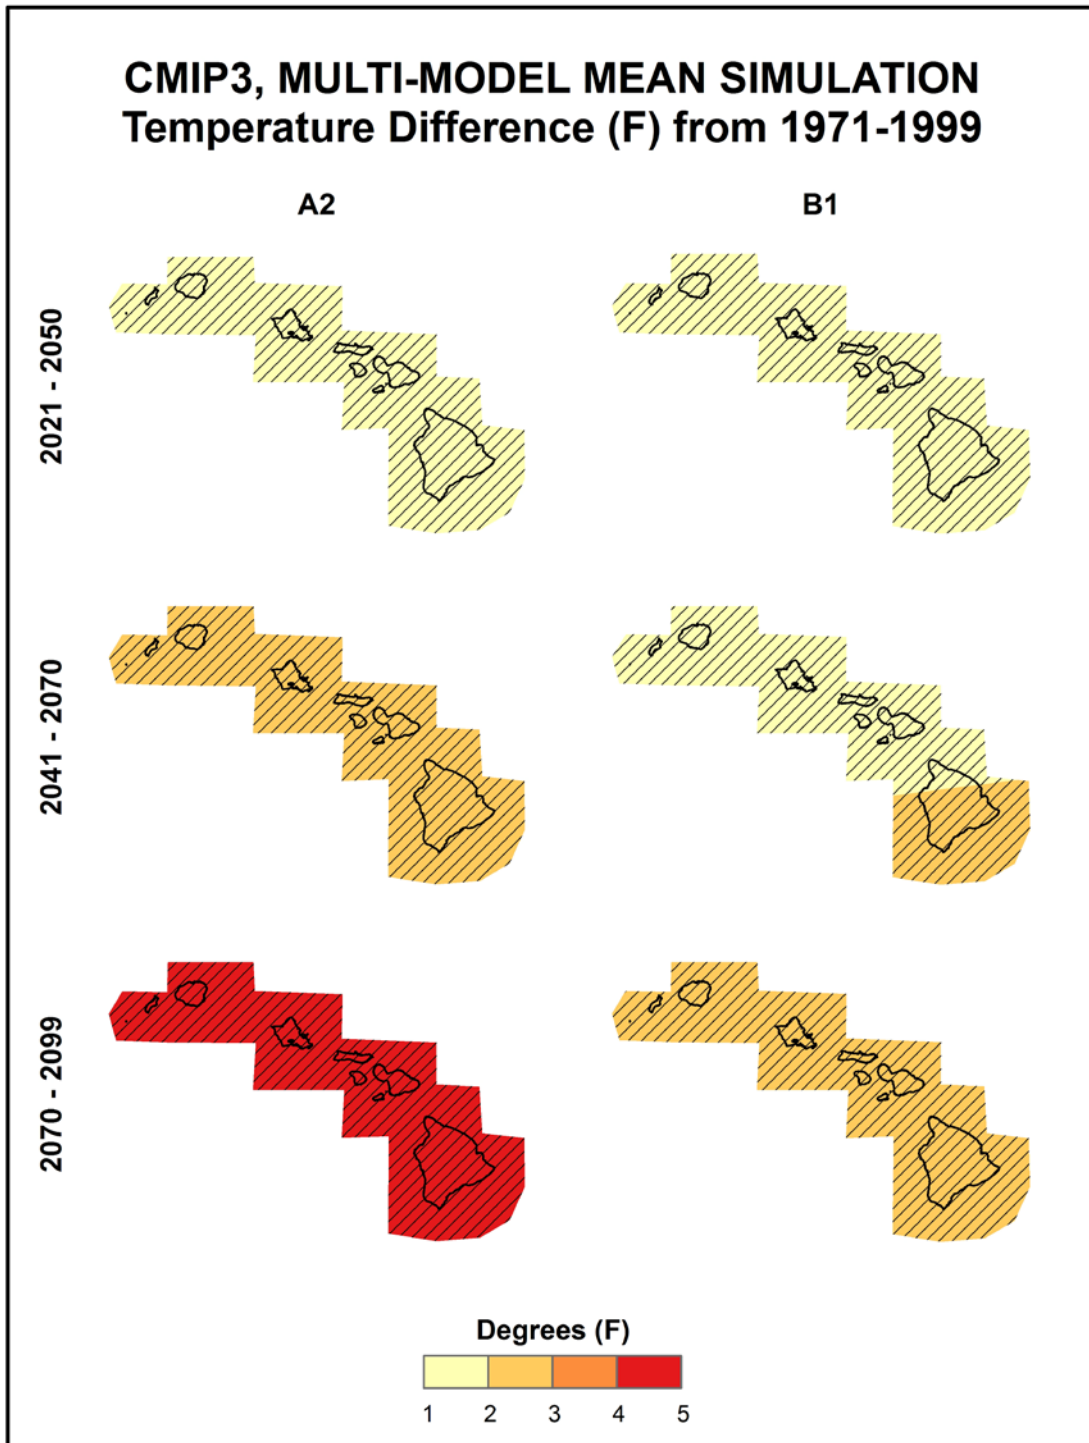 CMIP3, MULTI-MODEL MEAN SIMULATION
Temperature Difference (F) from 1971-1999
A2
B1
2021 - 2050
2041 - 2070
2070 - 2099
Degrees (F)
1 2 3 4 5